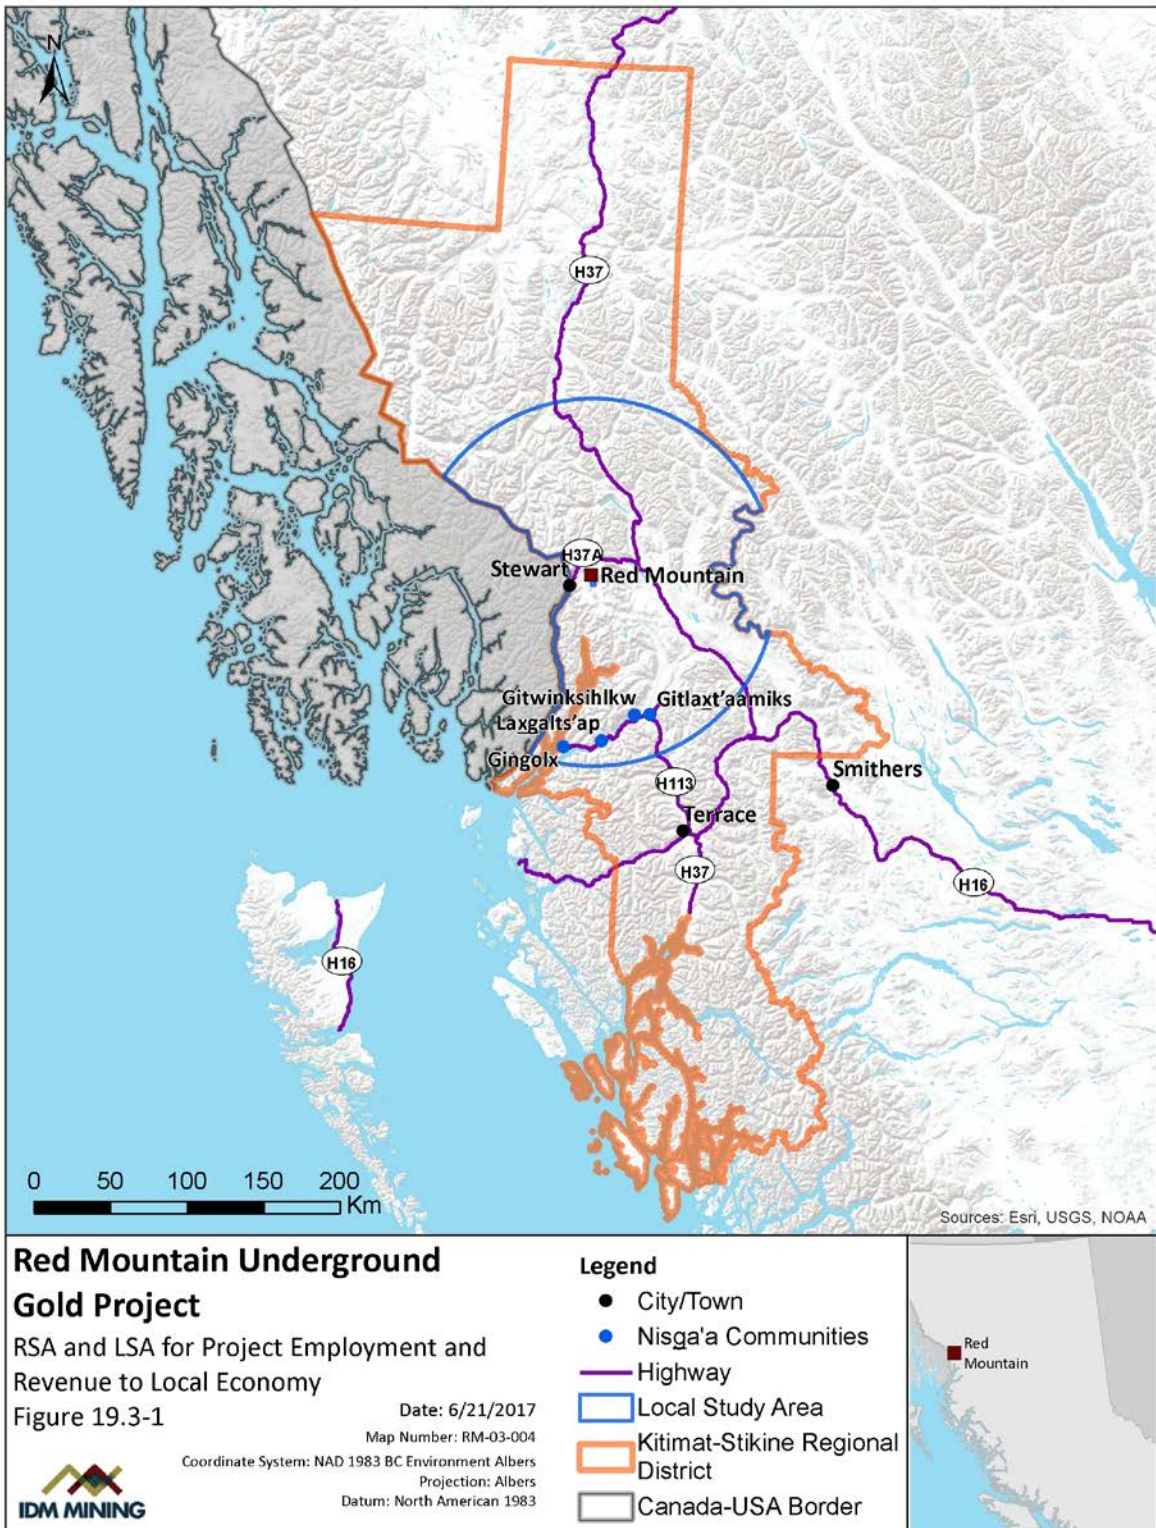 N
H37
H37A
Stewart
Red Mountain
Gitwinksihlkw
Gitlaxt'aamiks
Laxgalts'ap
Gingolx
H113
Smithers
Terrace
H37
H16
H16
0 50 100 150 200
Km
Sources: Esri, USGS, NOAA
Red Mountain Underground
Gold Project
RSA and LSA for Project Employment and
Revenue to Local Economy
Figure 19.3-1
Date: 6/21/2017
Map Number: RM-03-004
Coordinate System: NAD 1983 BC Environment Albers
Projection: Albers
Datum: North American 1983
IDM MINING
Legend
City/Town
Nisga'a Communities
Highway
Local Study Area
Kitimat-Stikine Regional
District
Canada-USA Border
Red
Mountain